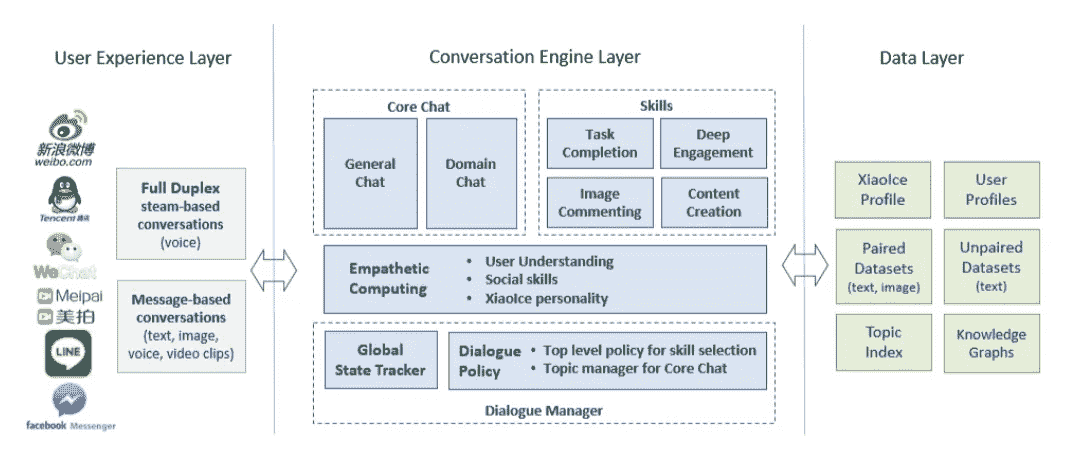 User Experience Layer
新浪微博
weibo.com
Tencent 腾讯
WeChat
Meipai
美拍
LINE
facebook Messenger
Full Duplex
steam-based
conversations
(voice)
Message-based
conversations
(text, image,
voice, video clips)
Conversation Engine Layer
Core Chat
General
Chat
Domain
Chat
Skills
Task
Completion
Deep
Engagement
Image
Commenting
Content
Creation
Empathetic
Computing
• User Understanding
• Social skills
• XiaoIce personality
Global
State Tracker
Dialogue
Policy
• Top level policy for skill selection
• Topic manager for Core Chat
Dialogue Manager
Data Layer
XiaoIce
Profile
User
Profiles
Paired
Datasets
(text, image)
Unpaired
Datasets
(text)
Topic
Index
Knowledge
Graphs